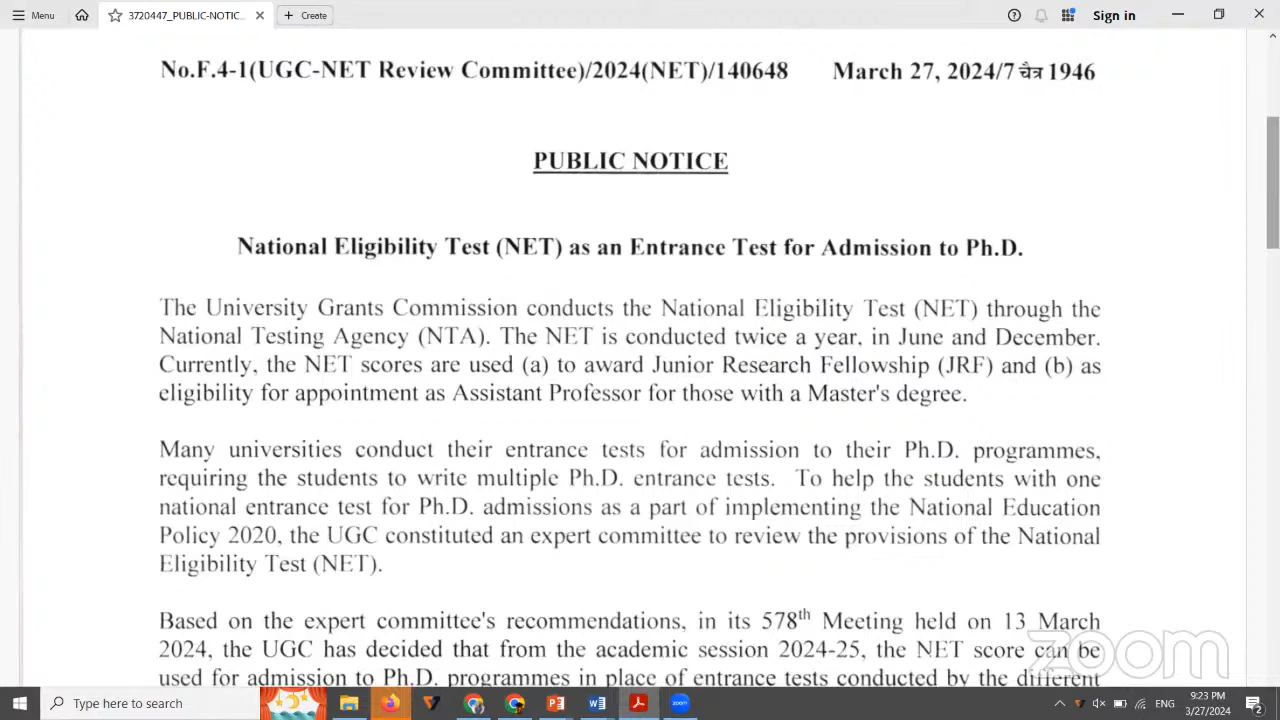 Menu
3720447_PUBLIC-NOTIC...
Create
Sign in
No.F.4-1(UGC-NET Review Committee)/2024(NET)/140648 March 27, 2024/7 चैत्र 1946
PUBLIC NOTICE
National Eligibility Test (NET) as an Entrance Test for Admission to Ph.D.
The University Grants Commission conducts the National Eligibility Test (NET) through the
National Testing Agency (NTA). The NET is conducted twice a year, in June and December.
Currently, the NET scores are used (a) to award Junior Research Fellowship (JRF) and (b) as
eligibility for appointment as Assistant Professor for those with a Master's degree.
Many universities conduct their entrance tests for admission to their Ph.D. programmes,
requiring the students to write multiple Ph.D. entrance tests. To help the students with one
national entrance test for Ph.D. admissions as a part of implementing the National Education
Policy 2020, the UGC constituted an expert committee to review the provisions of the National
Eligibility Test (NET).
Based on the expert committee's recommendations, in its 578th Meeting held on 13 March
2024, the UGC has decided that from the academic session 2024-25, the NET score can be
used for admission to Ph.D. programmes in place of entrance tests conducted by the different
zoom
Type here to search
zoom
ENG
9:23 PM
3/27/2024
2